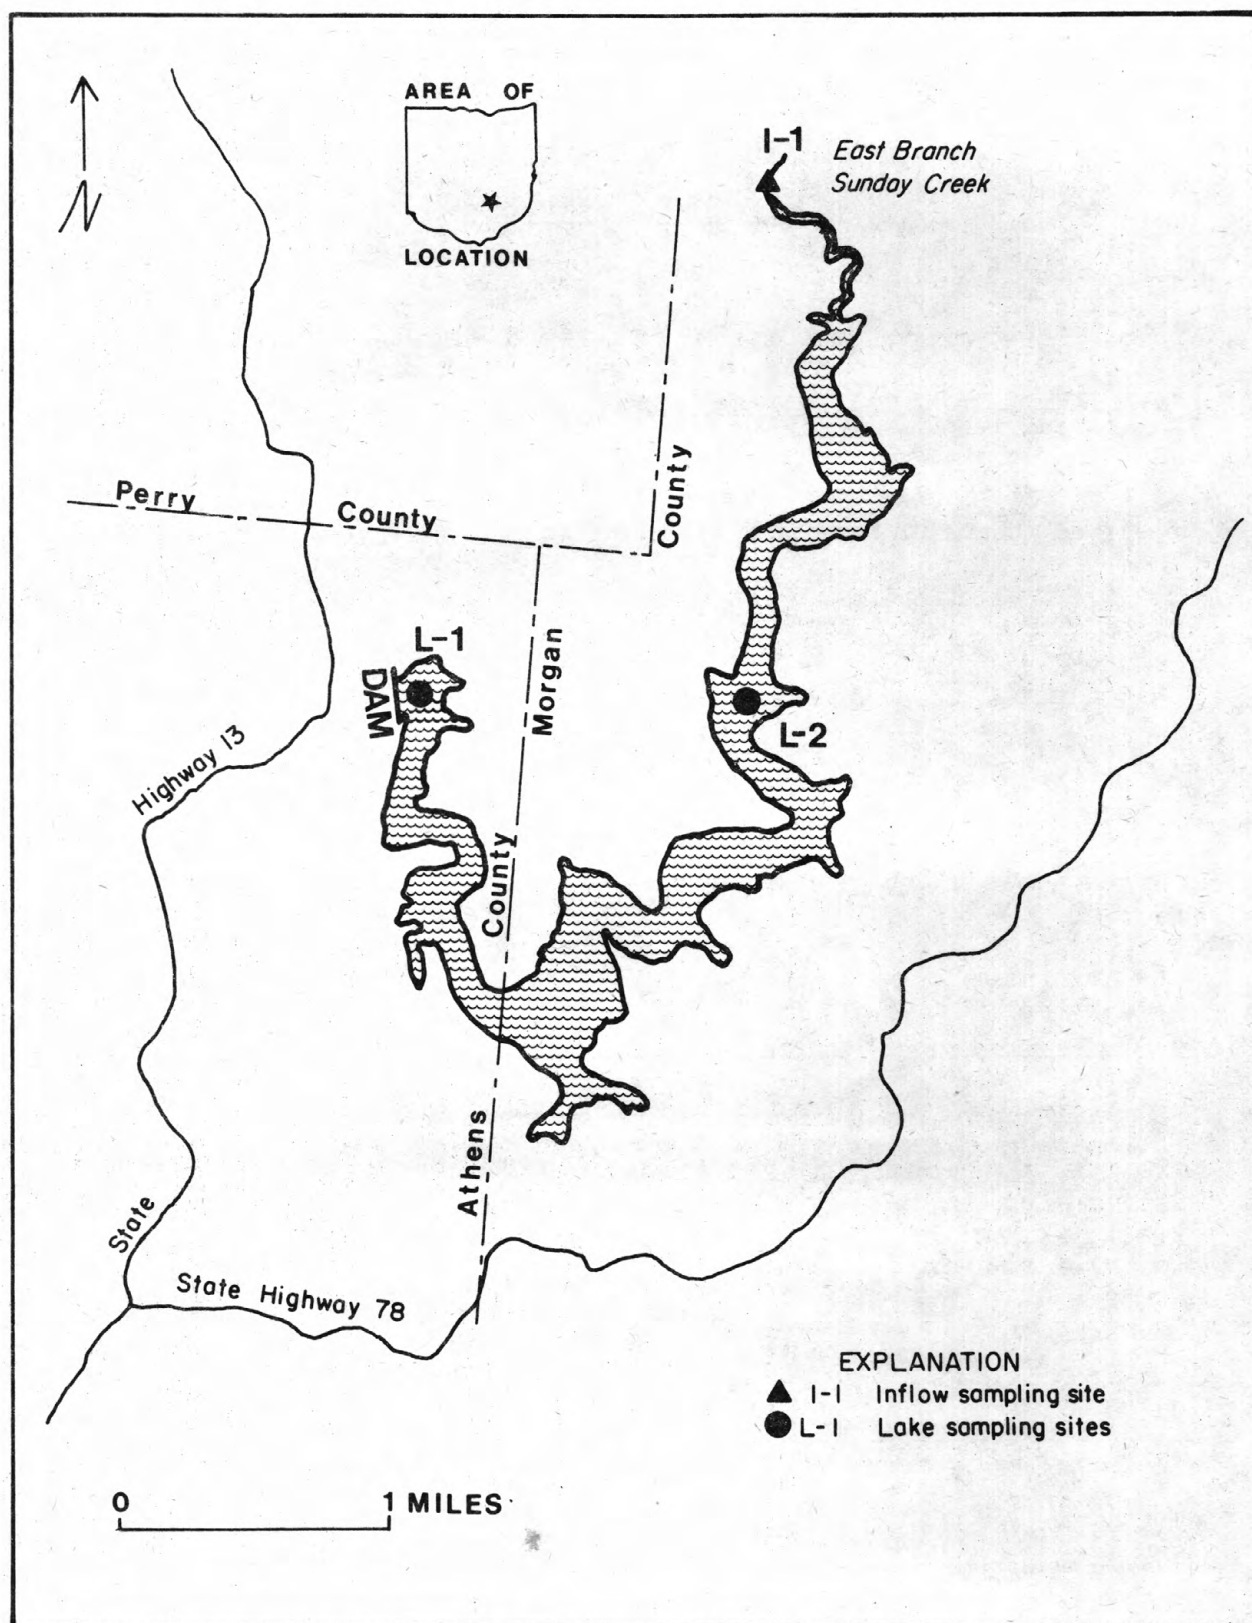 AREA OF
LOCATION
N
I-1
East Branch
Sunday Creek
Perry County
County
Morgan
L-1
DAM
L-2
Highway 13
County
Athens
State
State Highway 78
EXPLANATION
I-1 Inflow sampling site
L-1 Lake sampling sites
0 1 MILES